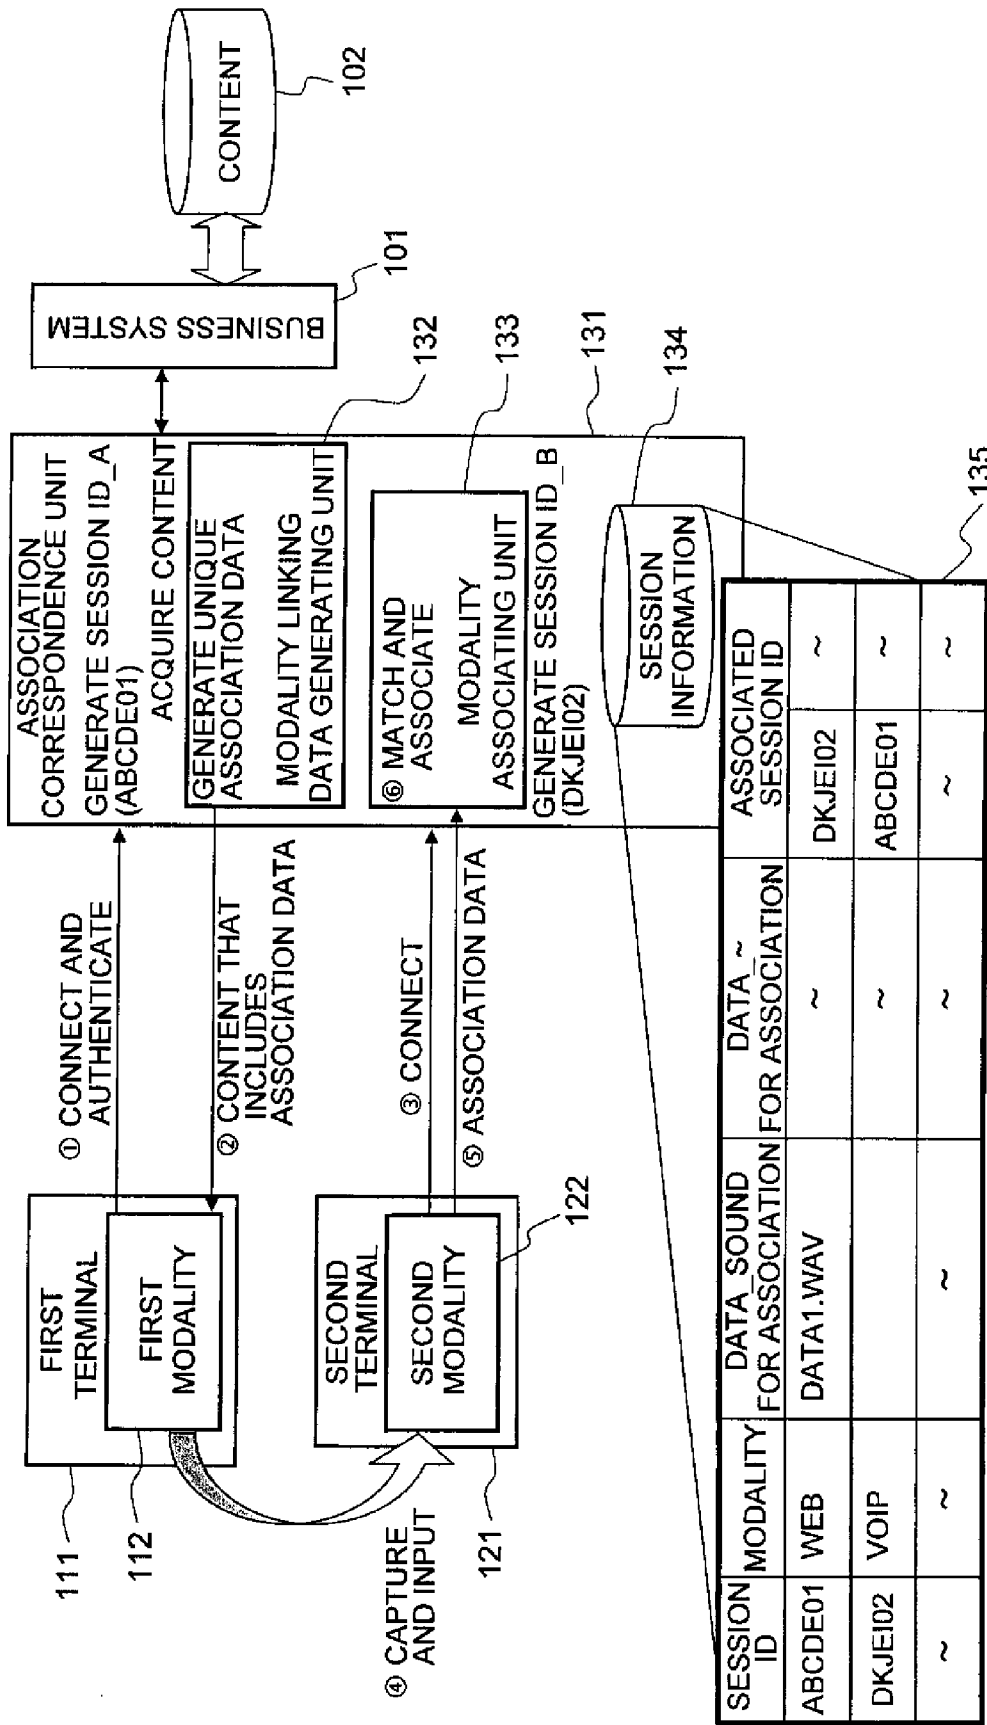 FIRST
TERMINAL
FIRST
MODALITY
111
112
① CONNECT AND
AUTHENTICATE
② CONTENT THAT
INCLUDES
ASSOCIATION DATA
④ CAPTURE
AND INPUT
SECOND
TERMINAL
SECOND
MODALITY
121
122
③ CONNECT
⑤ ASSOCIATION DATA
ASSOCIATION
CORRESPONDENCE UNIT
GENERATE SESSION ID_A
(ABCDE01)
ACQUIRE CONTENT
GENERATE UNIQUE
ASSOCIATION DATA
MODALITY LINKING
DATA GENERATING UNIT
⑥ MATCH AND
ASSOCIATE
MODALITY
ASSOCIATING UNIT
GENERATE SESSION ID_B
(DKJEI02)
SESSION
INFORMATION
BUSINESS SYSTEM
CONTENT
102
101
132
133
131
134
135
SESSION
ID
MODALITY
DATA_SOUND
FOR ASSOCIATION
DATA_~
FOR ASSOCIATION
ASSOCIATED
SESSION ID
ABCDE01 WEB DATA1.WAV ~ DKJEI02 ~
DKJEI02 VOIP ~ ABCDE01 ~
~ ~ ~ ~ ~ ~